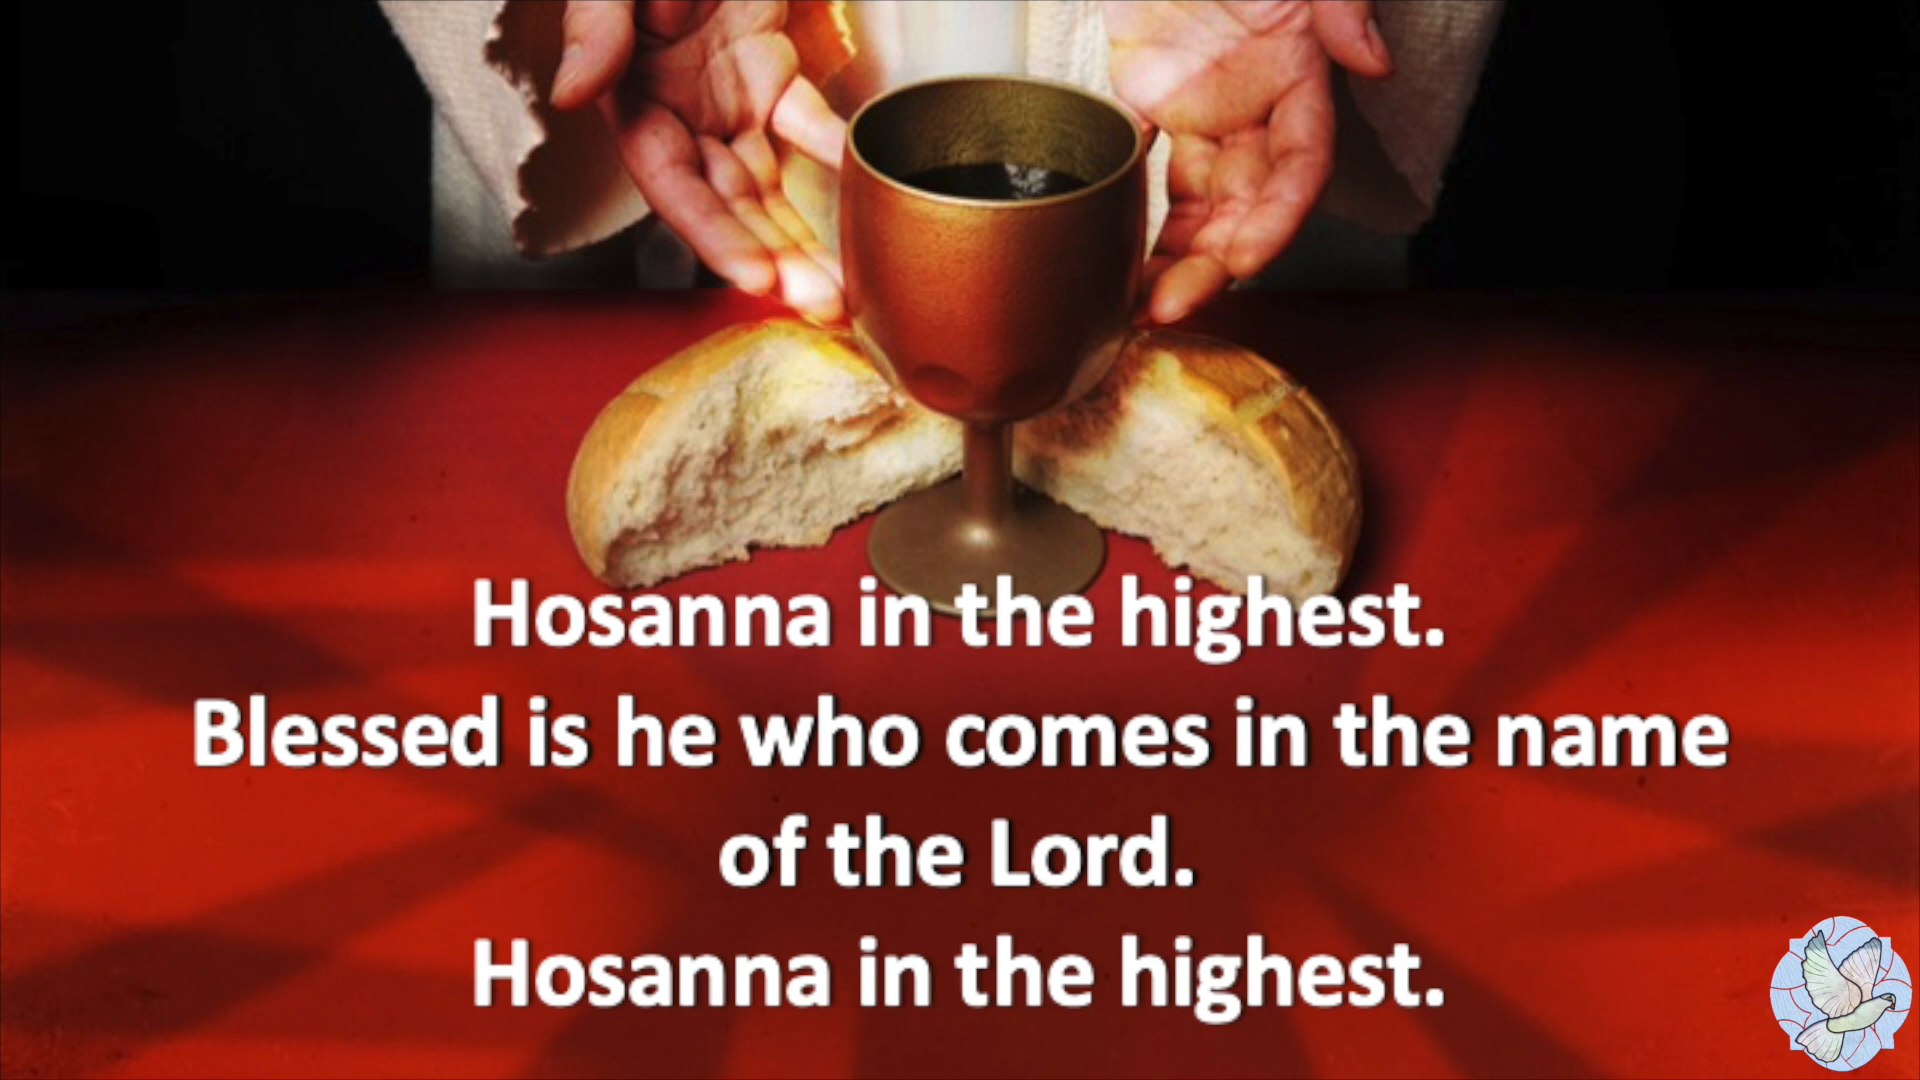 Hosanna in the highest.
Blessed is he who comes in the name
of the Lord.
Hosanna in the highest.